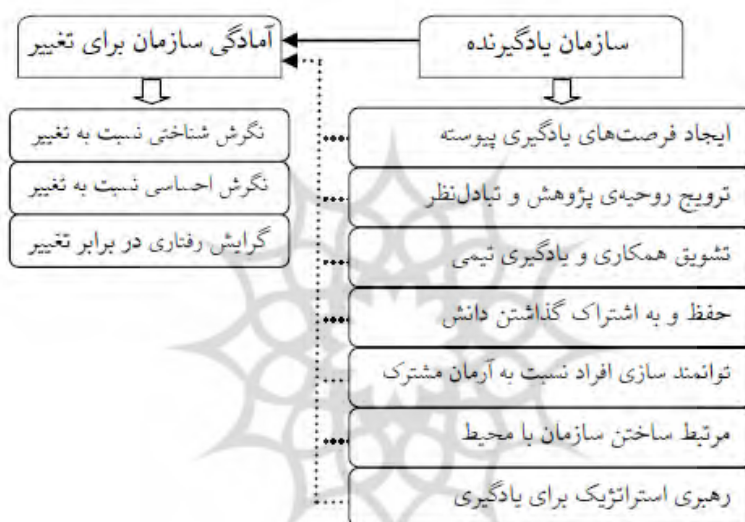 سازمان یادگیرنده
آمادگی سازمان برای تغییر
ایجاد فرصت‌های یادگیری پیوسته
ترویج روحیه‌ی پژوهش و تبادل‌نظر
تشویق همکاری و یادگیری تیمی
حفظ و به اشتراک گذاشتن دانش
توانمند سازی افراد نسبت به آرمان مشترک
مرتبط ساختن سازمان با محیط
رهبری استراتژیک برای یادگیری
نگرش شناختی نسبت به تغییر
نگرش احساسی نسبت به تغییر
گرایش رفتاری در برابر تغییر